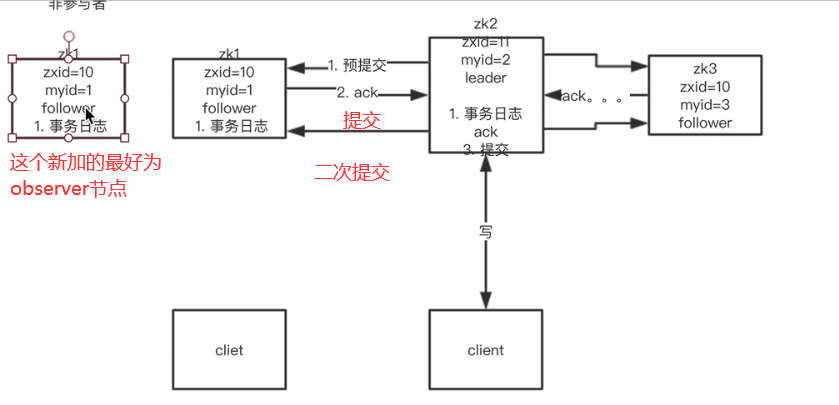 非参与者
zk1
zxid=10
myid=1
follower
1. 事务日志
这个新加的最好为
observer节点
zk1
zxid=10
myid=1
follower
1. 事务日志
1. 预提交
2. ack
提交
二次提交
zk2
zxid=11
myid=2
leader
1. 事务日志
ack
3. 提交
ack。。。
zk3
zxid=10
myid=3
follower
写
cliet
client